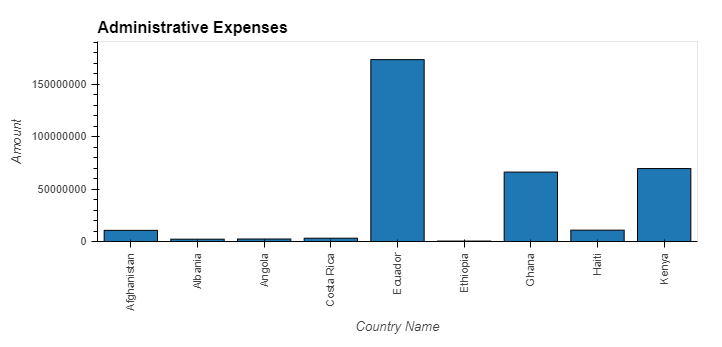 Administrative Expenses
Amount
150000000
100000000
50000000
0
Afghanistan
Albania
Angola
Costa Rica
Ecuador
Ethiopia
Ghana
Haiti
Kenya
Country Name